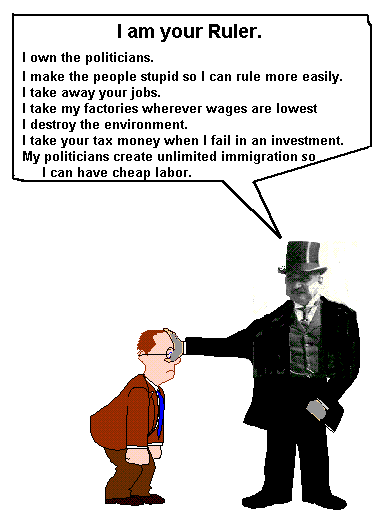 I am your Ruler.
I own the politicians.
I make the people stupid so I can rule more easily.
I take away your jobs.
I take my factories wherever wages are lowest
I destroy the environment.
I take your tax money when I fail in an investment.
My politicians create unlimited immigration so
I can have cheap labor.